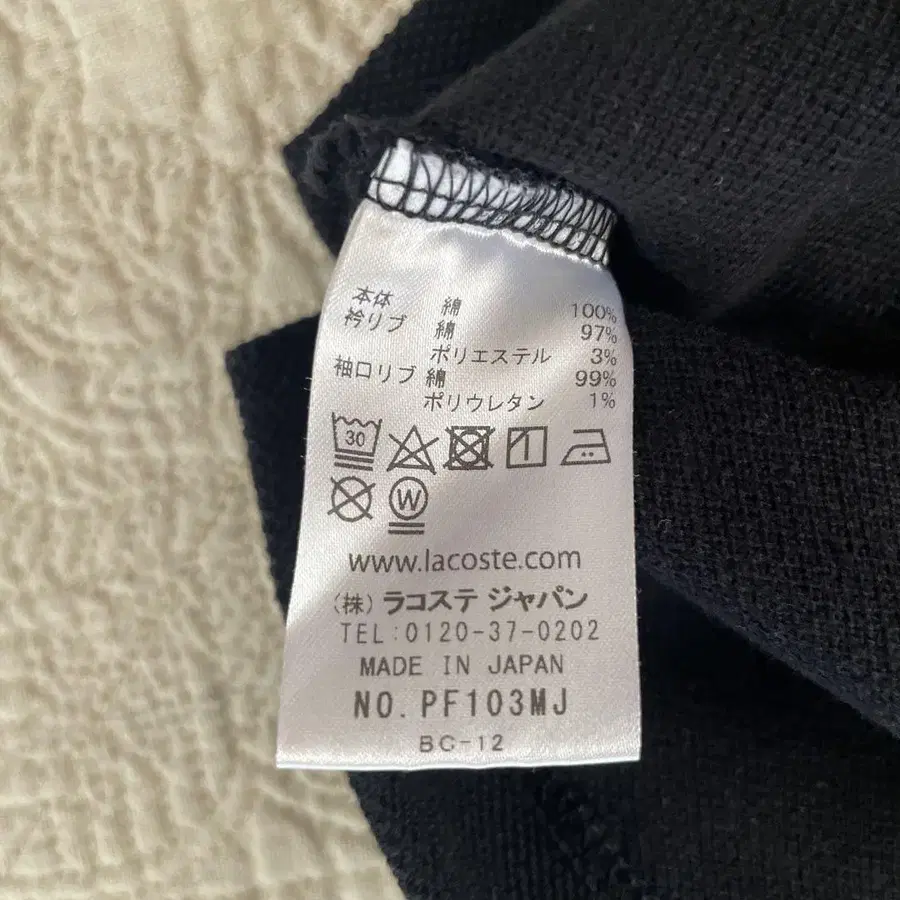 本体 綿 100%
衿リブ 綿 97%
ポリエステル 3%
袖口リブ 綿 99%
ポリウレタン 1%
30
W
www.lacoste.com
(株) ラコステ ジャパン
TEL:0120-37-0202
MADE IN JAPAN
NO. PF103MJ
BC-12